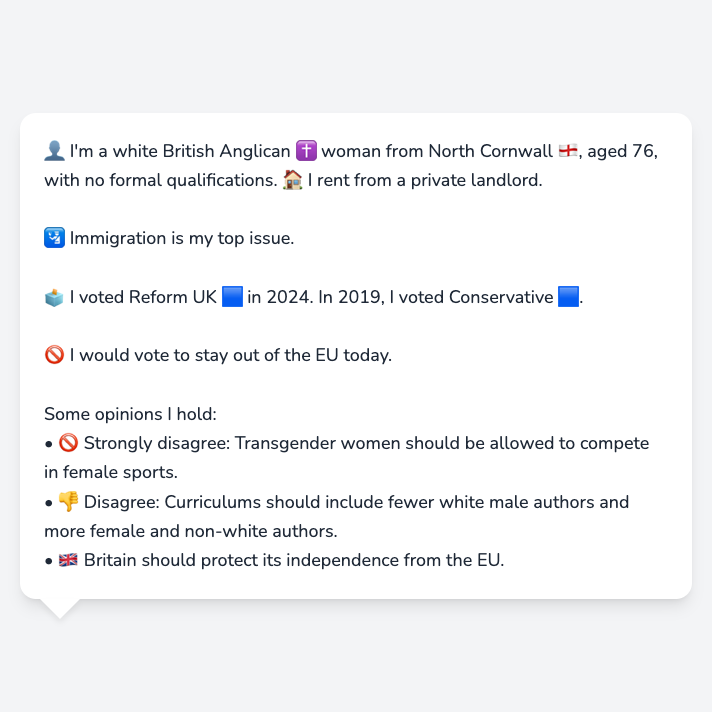 👤 I'm a white British Anglican ✝️ woman from North Cornwall 🏴󠁧󠁢󠁥󠁮󠁧󠁿, aged 76,
with no formal qualifications. 🏠 I rent from a private landlord.
🛂 Immigration is my top issue.
🗳️ I voted Reform UK 🟦 in 2024. In 2019, I voted Conservative 🟦.
🚫 I would vote to stay out of the EU today.
Some opinions I hold:
• 🚫 Strongly disagree: Transgender women should be allowed to compete
in female sports.
• 👎 Disagree: Curriculums should include fewer white male authors and
more female and non-white authors.
• 🇬🇧 Britain should protect its independence from the EU.